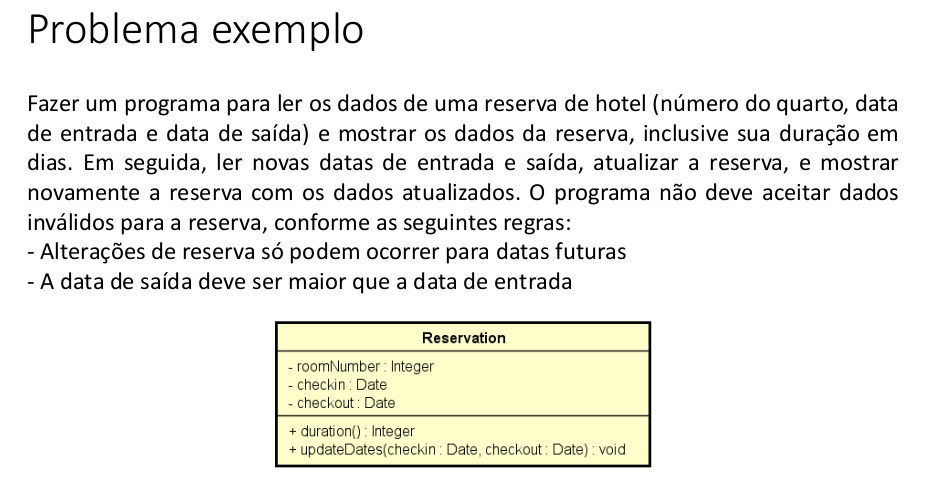 Problema exemplo
Fazer um programa para ler os dados de uma reserva de hotel (número do quarto, data
de entrada e data de saída) e mostrar os dados da reserva, inclusive sua duração em
dias. Em seguida, ler novas datas de entrada e saída, atualizar a reserva, e mostrar
novamente a reserva com os dados atualizados. O programa não deve aceitar dados
inválidos para a reserva, conforme as seguintes regras:
- Alterações de reserva só podem ocorrer para datas futuras
- A data de saída deve ser maior que a data de entrada
Reservation
- roomNumber : Integer
- checkin : Date
- checkout : Date
+ duration() : Integer
+ updateDates(checkin : Date, checkout : Date) : void